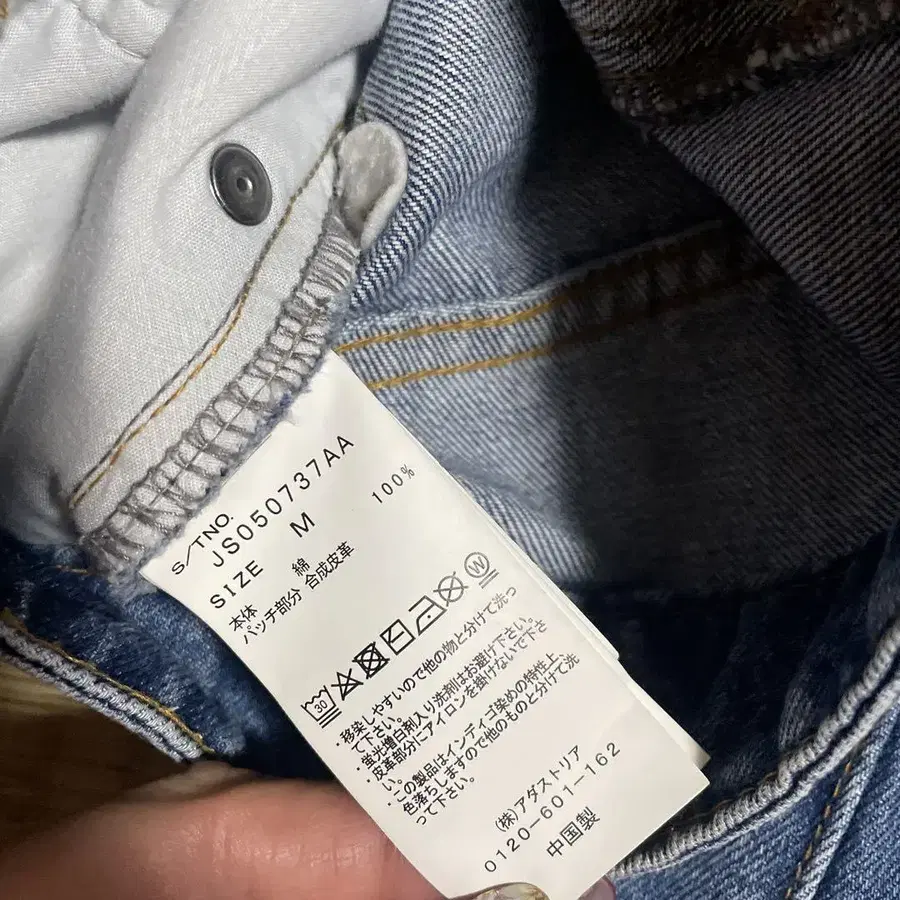 S/TNO.
JS050737AA
SIZE M
本体 綿 100%
パッチ部分 合成皮革
30 W
・移染しやすいので他の物と分けて洗っ
て下さい。
・蛍光増白剤入り洗剤はお避け下さい。
・皮革部分にアイロンを掛けないで下さ
い。
・この製品はインディゴ染めの特性上
色落ちしますので他のものと分けて洗
って下さい。
(株)アダストリア
0120-601-162
中国製